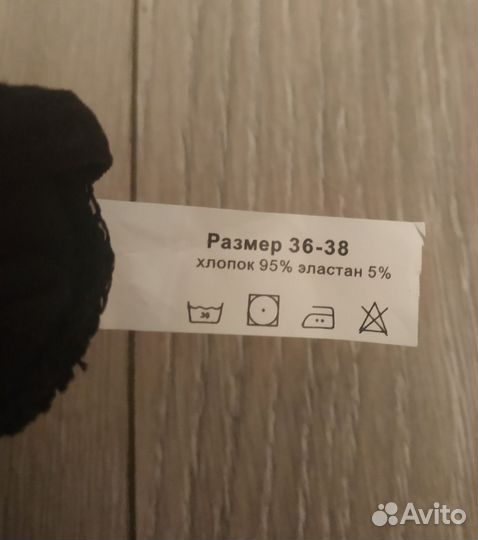 Размер 36-38
хлопок 95% эластан 5%
30
Avito